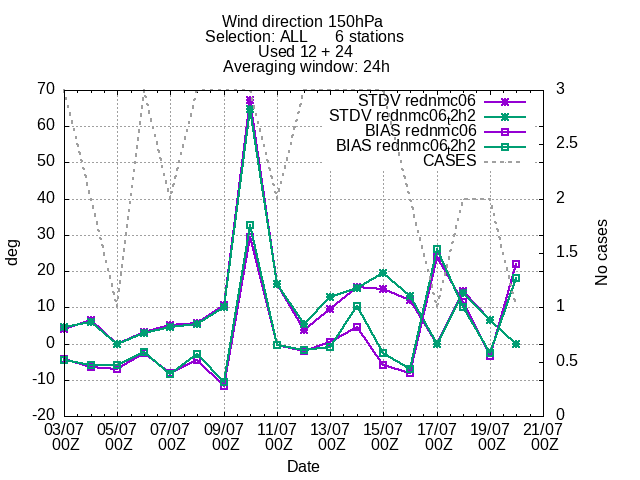 Wind direction 150hPa
Selection: ALL 6 stations
Used 12 + 24
Averaging window: 24h
70
60
50
40
30
20
10
0
-10
-20
deg
3
2.5
2
1.5
1
0.5
0
No cases
STDV rednmc06
STDV rednmc06,2h2
BIAS rednmc06
BIAS rednmc06,2h2
CASES
03/07 05/07 07/07 09/07 11/07 13/07 15/07 17/07 19/07 21/07
00Z 00Z 00Z 00Z 00Z 00Z 00Z 00Z 00Z 00Z
Date